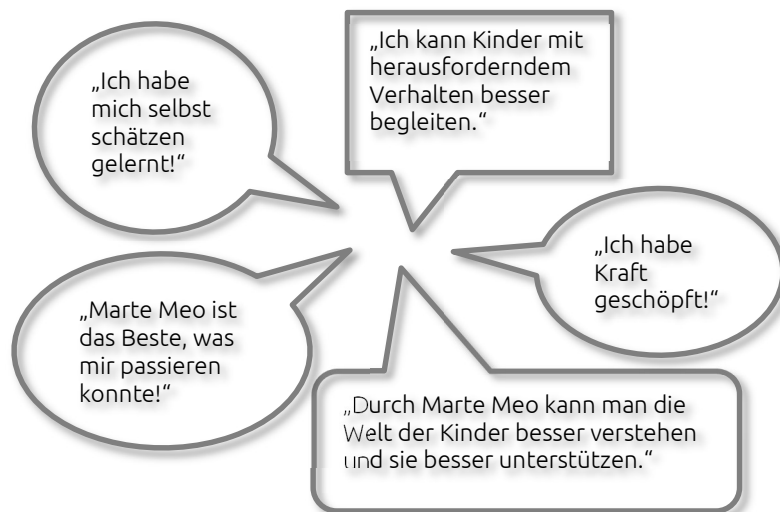 „Ich habe
mich selbst
schätzen
gelernt!“
„Ich kann Kinder mit
herausforderndem
Verhalten besser
begleiten.“
„Ich habe
Kraft
geschöpft!“
„Marte Meo ist
das Beste, was
mir passieren
konnte!“
„Durch Marte Meo kann man die
Welt der Kinder besser verstehen
und sie besser unterstützen.“